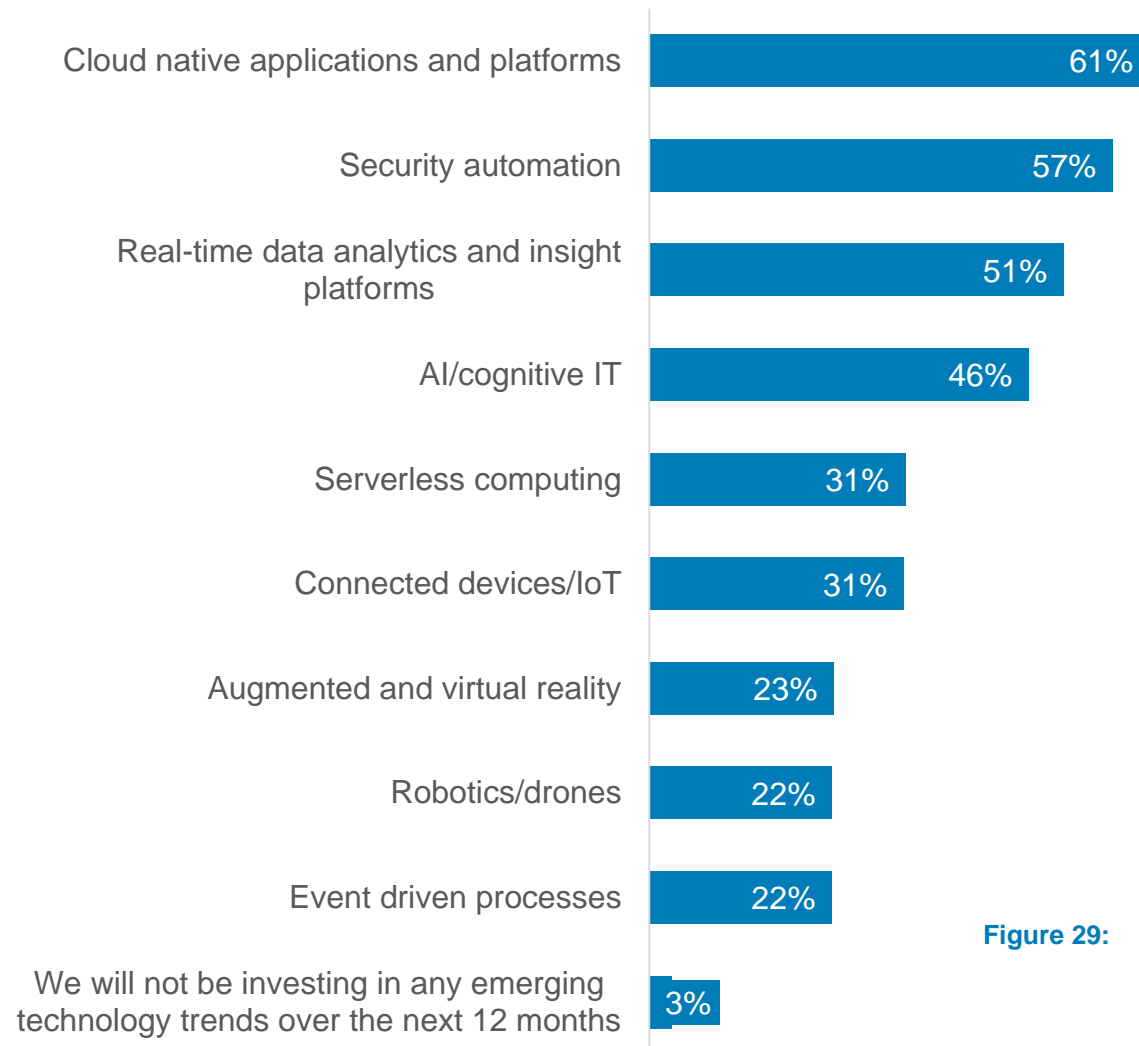 Cloud native applications and platforms
61%
Security automation
57%
Real-time data analytics and insight
platforms
51%
AI/cognitive IT
46%
Serverless computing
31%
Connected devices/IoT
31%
Augmented and virtual reality
23%
Robotics/drones
22%
Event driven processes
22%
Figure 29:
We will not be investing in any emerging
technology trends over the next 12 months
3%